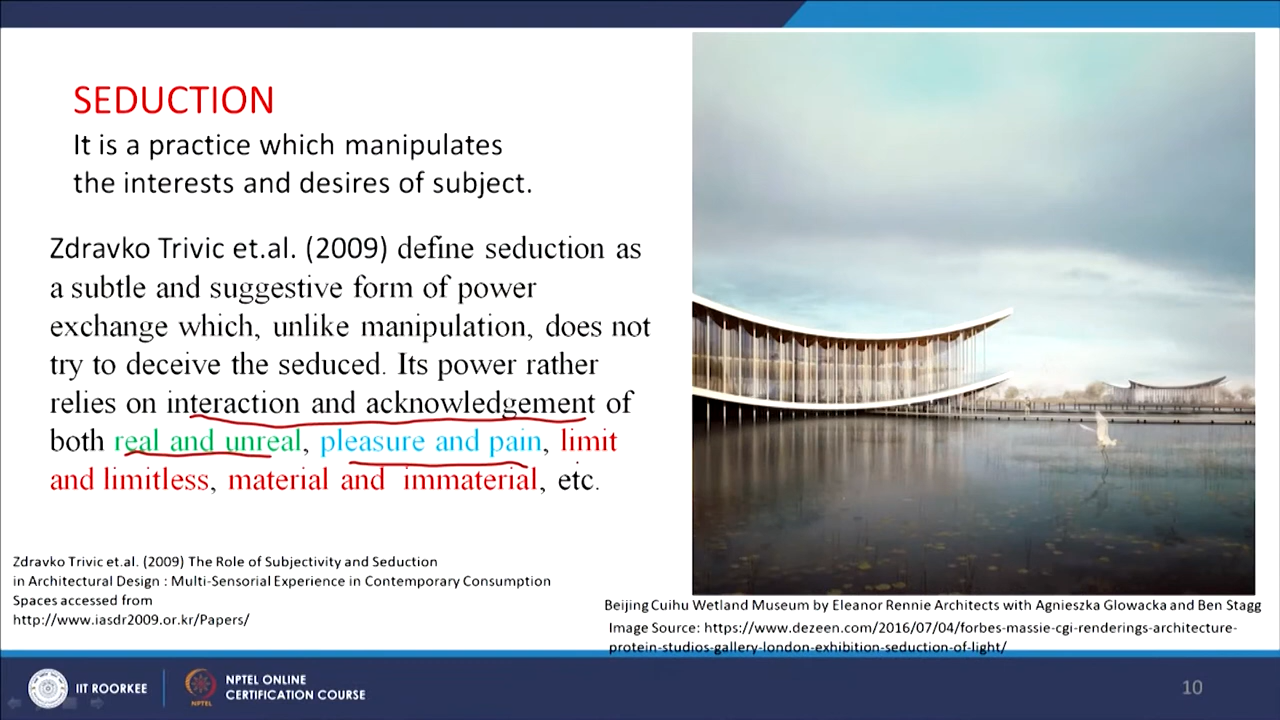 SEDUCTION
It is a practice which manipulates
the interests and desires of subject.
Zdravko Trivic et.al. (2009) define seduction as
a subtle and suggestive form of power
exchange which, unlike manipulation, does not
try to deceive the seduced. Its power rather
relies on interaction and acknowledgement of
both real and unreal, pleasure and pain, limit
and limitless, material and immaterial, etc.
Zdravko Trivic et.al. (2009) The Role of Subjectivity and Seduction
in Architectural Design : Multi-Sensorial Experience in Contemporary Consumption
Spaces accessed from
http://www.iasdr2009.or.kr/Papers/
Beijing Cuihu Wetland Museum by Eleanor Rennie Architects with Agnieszka Glowacka and Ben Stagg
Image Source: https://www.dezeen.com/2016/07/04/forbes-massie-cgi-renderings-architecture-
protein-studios-gallery-london-exhibition-seduction-of-light/
IIT ROORKEE
NPTEL
NPTEL ONLINE
CERTIFICATION COURSE
10